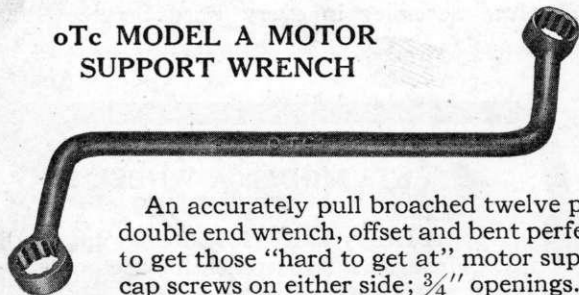 oTc MODEL A MOTOR
SUPPORT WRENCH
OTC
An accurately pull broached twelve p
double end wrench, offset and bent perfe
to get those "hard to get at" motor sup
cap screws on either side; ¾" openings.